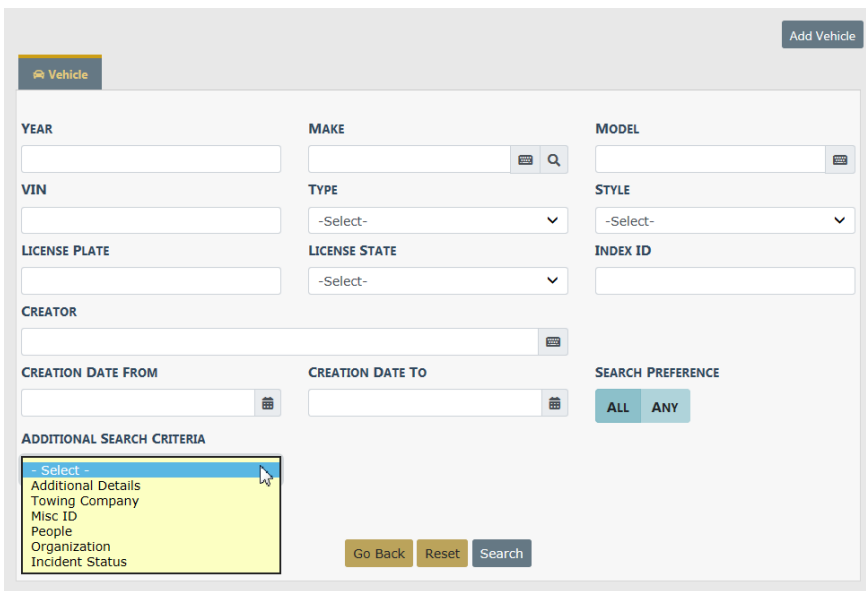 Add Vehicle
Vehicle
YEAR MAKE MODEL
VIN TYPE STYLE
-Select- -Select-
LICENSE PLATE LICENSE STATE INDEX ID
-Select-
CREATOR
CREATION DATE FROM CREATION DATE TO SEARCH PREFERENCE
ALL ANY
ADDITIONAL SEARCH CRITERIA
- Select -
Additional Details
Towing Company
Misc ID
People
Organization
Incident Status
Go Back Reset Search